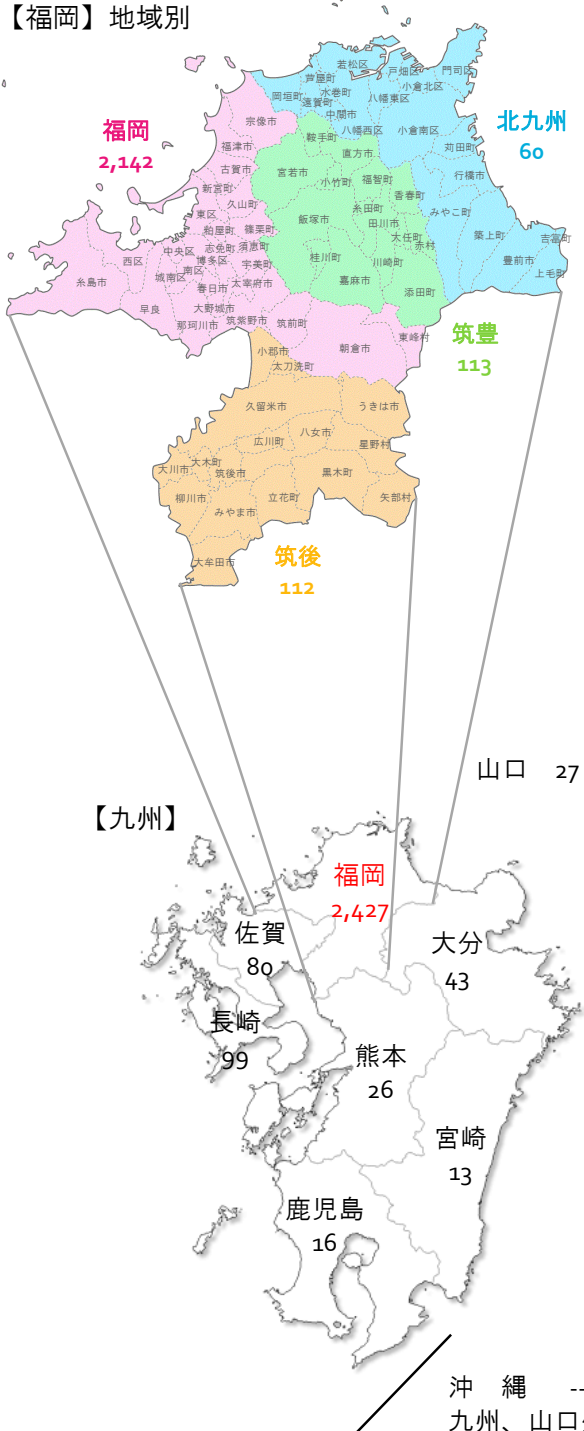 【福岡】地域別
福岡
2,142
北九州
60
若松区
芦屋町
戸畑区
門司区
岡垣町
水巻町
小倉北区
遠賀町
八幡東区
中間市
八幡西区
小倉南区
宗像市
鞍手町
苅田町
福津市
直方市
行橋市
古賀市
宮若市
小竹町
福智町
香春町
新宮町
みやこ町
東区
久山町
糸田町
飯塚市
田川市
粕屋町
篠栗町
大任町
赤村
築上町
吉富町
中央区
志免町
須恵町
西区
博多区
宇美町
桂川町
川崎町
豊前市
上毛町
糸島市
城南区
南区
春日市
太宰府市
嘉麻市
添田町
早良
大野城市
那珂川市
筑紫野市
筑前町
朝倉市
東峰村
筑豊
113
小郡市
太刀洗町
久留米市
うきは市
広川町
八女市
星野村
大川市
大木町
筑後市
黒木町
柳川市
みやま市
立花町
矢部村
大牟田市
筑後
112
山口 27
【九州】
福岡
2,427
佐賀
80
大分
43
長崎
99
熊本
26
宮崎
13
鹿児島
16
沖 縄 --
九州、山口